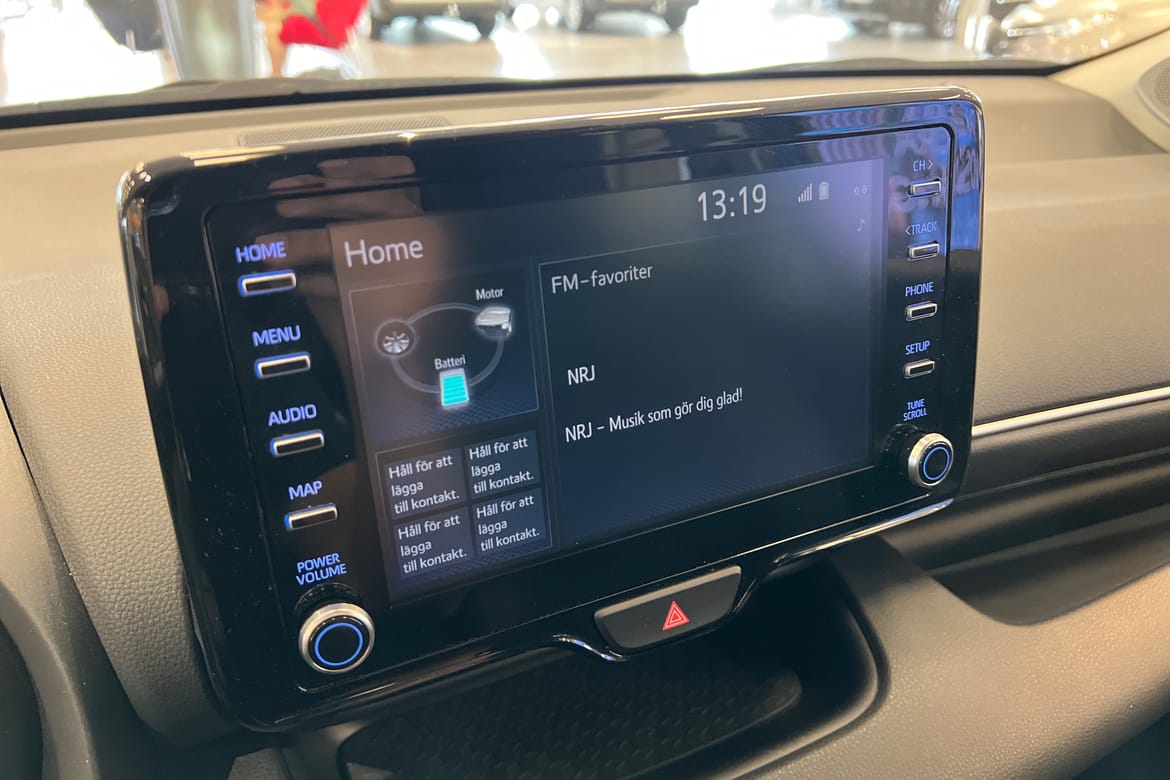 HOME
MENU
AUDIO
MAP
POWER
VOLUME
Home
13:19
Motor
Batteri
FM-favoriter
NRJ
NRJ - Musik som gör dig glad!
Håll för att
lägga
till kontakt.
Håll för att
lägga
till kontakt.
Håll för att
lägga
till kontakt.
Håll för att
lägga
till kontakt.
CH >
< TRACK
PHONE
SETUP
TUNE
SCROLL